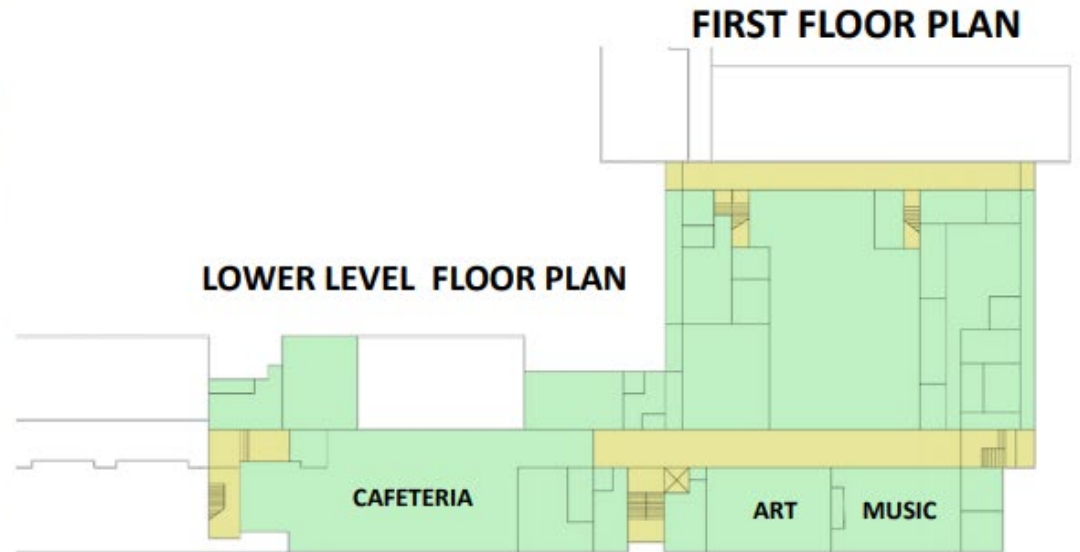 FIRST FLOOR PLAN
LOWER LEVEL FLOOR PLAN
CAFETERIA
ART
MUSIC